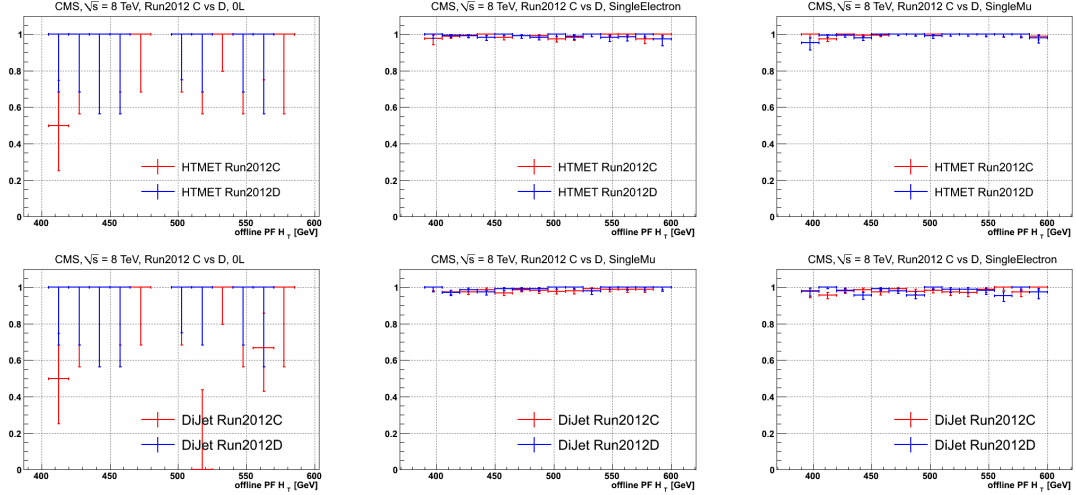 CMS, √s = 8 TeV, Run2012 C vs D, 0L
1
0.8
0.6
0.4
0.2
0
HTMET Run2012C
HTMET Run2012D
400 450 500 550 600
offline PF H_T [GeV]
CMS, √s = 8 TeV, Run2012 C vs D, SingleElectron
1
0.8
0.6
0.4
0.2
0
HTMET Run2012C
HTMET Run2012D
400 450 500 550 600
offline PF H_T [GeV]
CMS, √s = 8 TeV, Run2012 C vs D, SingleMu
1
0.8
0.6
0.4
0.2
0
HTMET Run2012C
HTMET Run2012D
400 450 500 550 600
offline PF H_T [GeV]
CMS, √s = 8 TeV, Run2012 C vs D, 0L
1
0.8
0.6
0.4
0.2
0
DiJet Run2012C
DiJet Run2012D
400 450 500 550 600
offline PF H_T [GeV]
CMS, √s = 8 TeV, Run2012 C vs D, SingleMu
1
0.8
0.6
0.4
0.2
0
DiJet Run2012C
DiJet Run2012D
400 450 500 550 600
offline PF H_T [GeV]
CMS, √s = 8 TeV, Run2012 C vs D, SingleElectron
1
0.8
0.6
0.4
0.2
0
DiJet Run2012C
DiJet Run2012D
400 450 500 550 600
offline PF H_T [GeV]